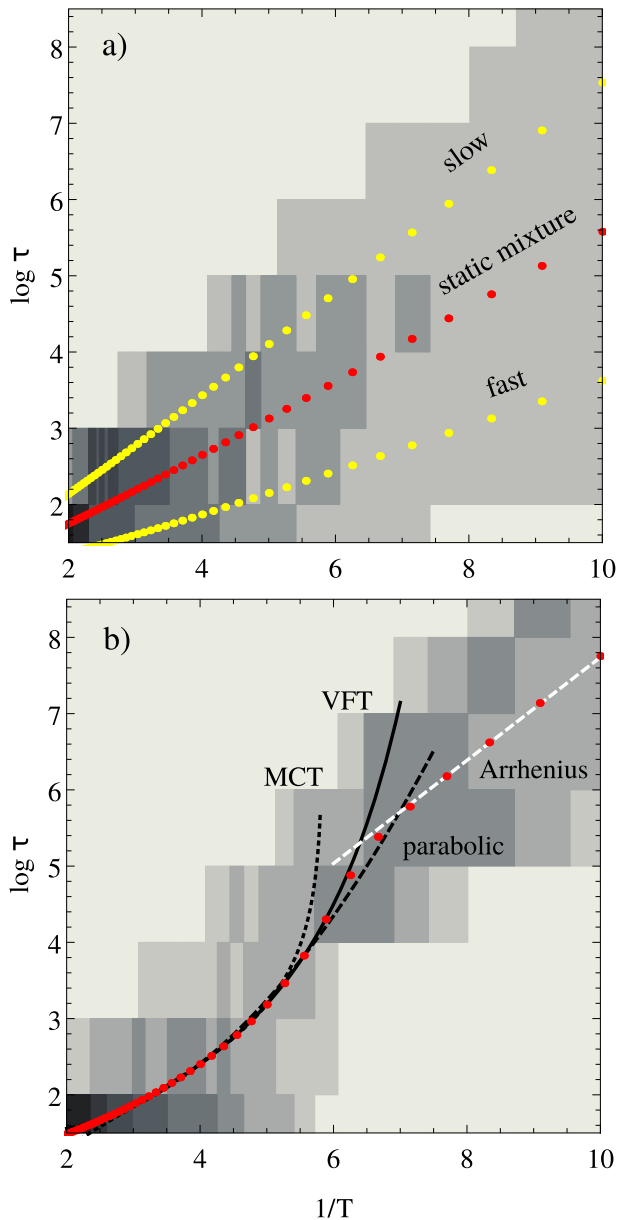 a)
8
7
6
5
4
3
2
log τ
slow
static mixture
fast
2 4 6 8 10
b)
8
7
6
5
4
3
2
log τ
VFT
MCT
Arrhenius
parabolic
2 4 6 8 10
1/T